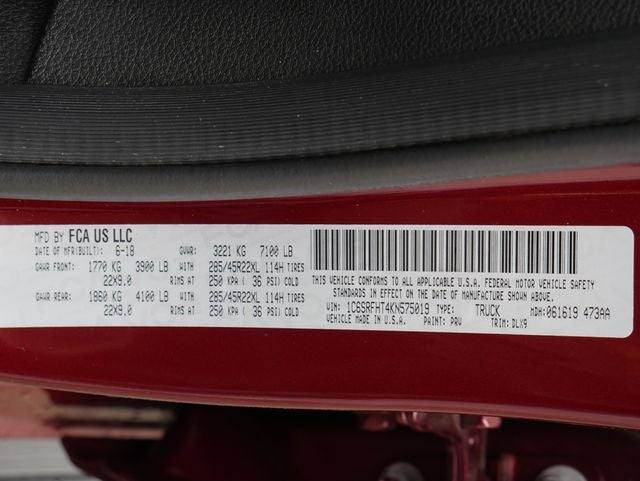 MFD BY FCA US LLC
DATE OF MFR(BUILT): 6-18 GVWR: 3221 KG 7100 LB
GAWR FRONT: 1770 KG 3900 LB WITH 285/45R22XL 114H TIRES
22X9.0 RIMS AT 250 KPA ( 36 PSI) COLD
GAWR REAR: 1860 KG 4100 LB WITH 285/45R22XL 114H TIRES
22X9.0 RIMS AT 250 KPA ( 36 PSI) COLD
THIS VEHICLE CONFORMS TO ALL APPLICABLE U.S.A. FEDERAL MOTOR VEHICLE SAFETY
STANDARDS IN EFFECT ON THE DATE OF MANUFACTURE SHOWN ABOVE.
VIN: 1C6SRFHT4KN575019 TYPE: TRUCK MDH: 061619 473AA
VEHICLE MADE IN U.S.A. PAINT: PRV TRIM: DLX9